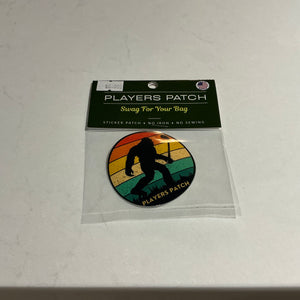 PLAYERS PATCH
Swag For Your Bag
STICKER PATCH • NO IRON • NO SEWING
PLAYERS PATCH